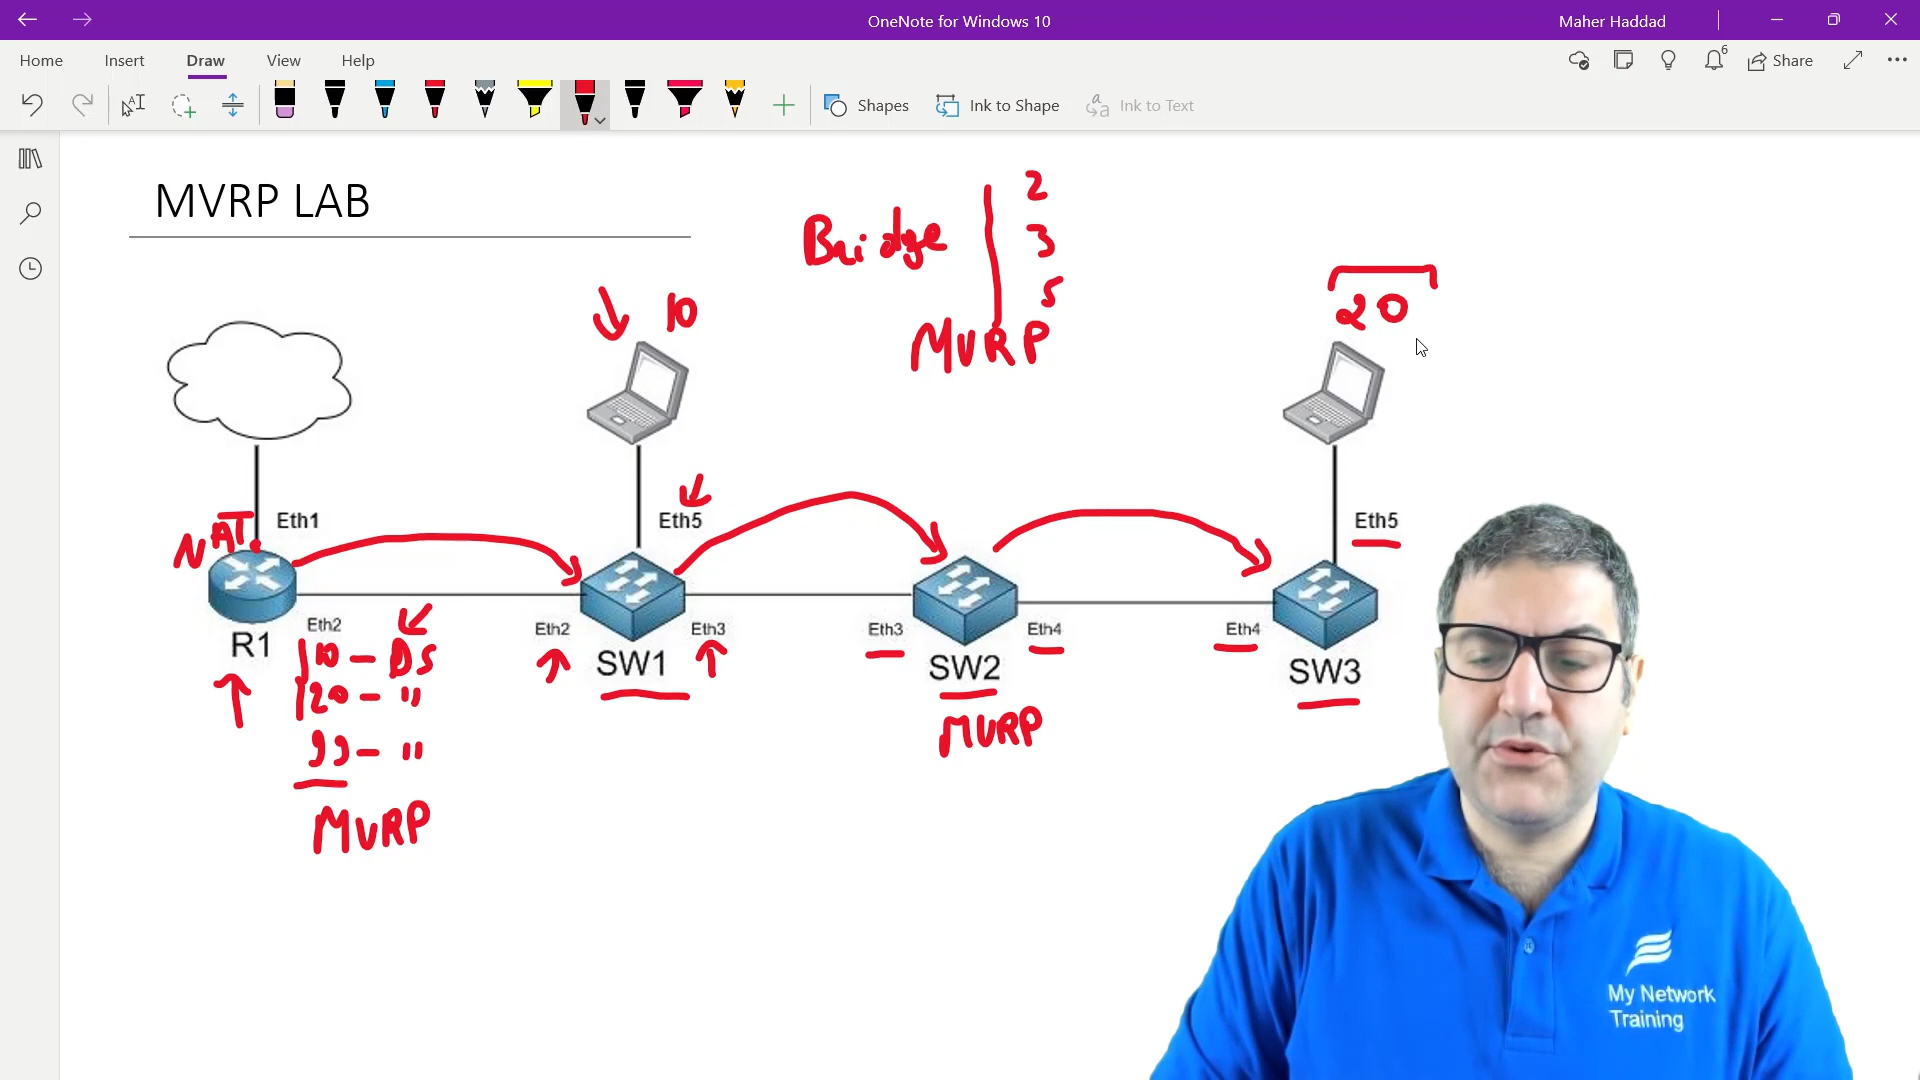 OneNote for Windows 10
Maher Haddad
Home Insert Draw View Help
6
Share
Shapes
Ink to Shape
Ink to Text
MVRP LAB
Bridge
2
3
5
MVRP
10
20
Eth1
NAT.
Eth5
Eth5
Eth2
R1
10 - DS
20 - "
99 - "
MVRP
Eth2
Eth3
SW1
Eth3
Eth4
SW2
MVRP
Eth4
SW3
My Network
Training